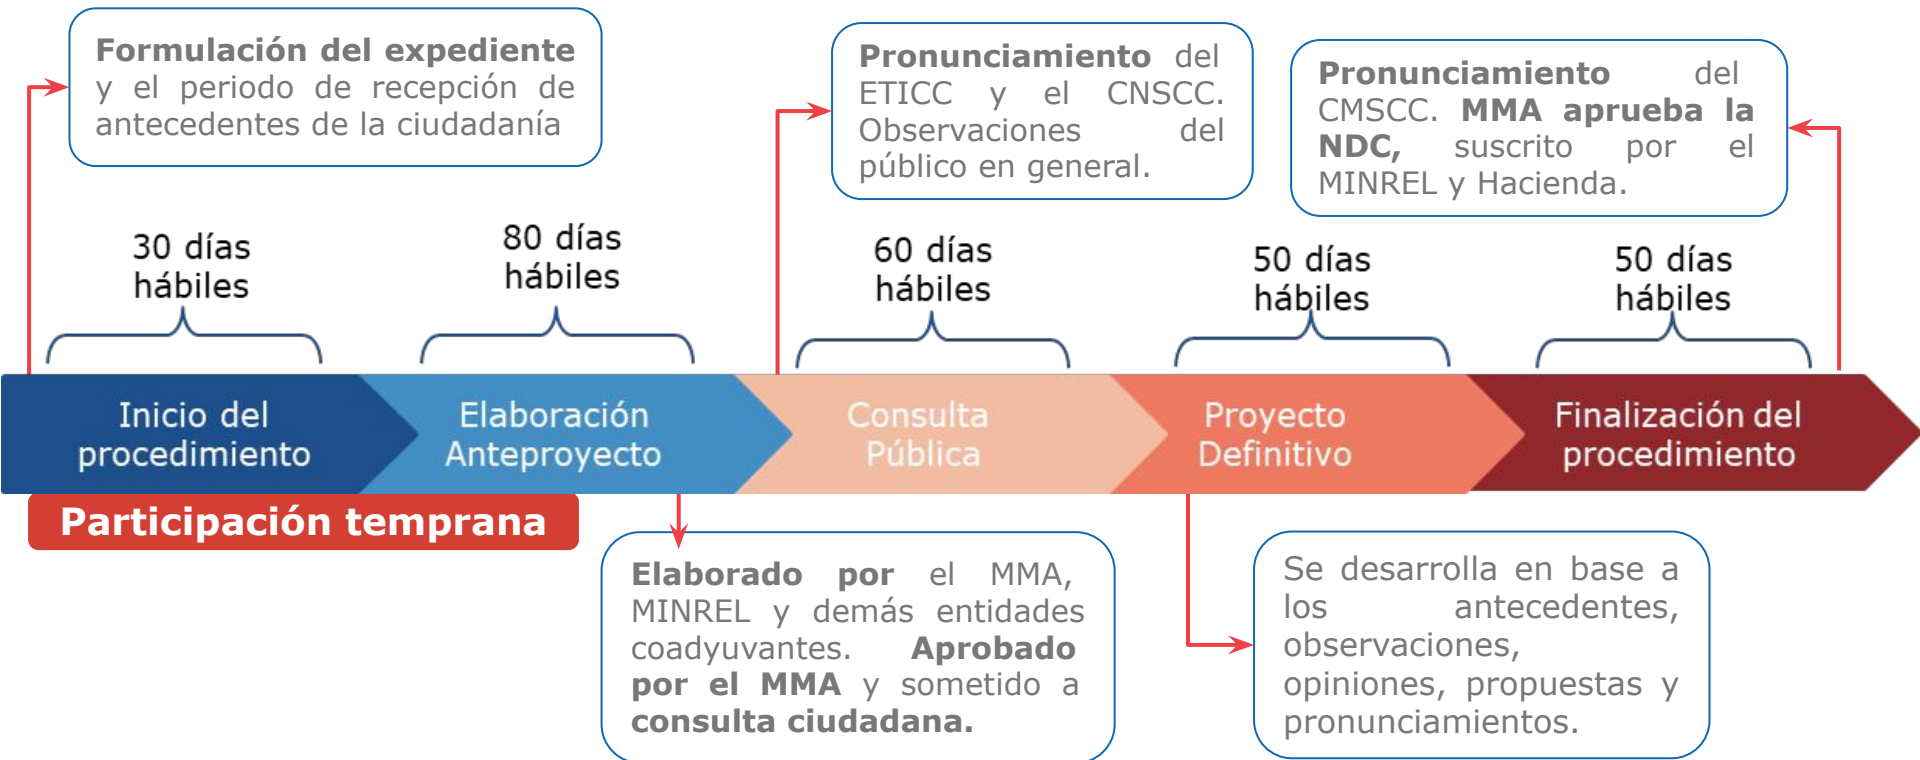 Formulación del expediente
y el periodo de recepción de
antecedentes de la ciudadanía
Pronunciamiento del
ETICC y el CNSCC.
Observaciones del
público en general.
Pronunciamiento del
CMSCC. MMA aprueba la
NDC, suscrito por el
MINREL y Hacienda.
30 días
hábiles
80 días
hábiles
60 días
hábiles
50 días
hábiles
50 días
hábiles
Inicio del
procedimiento
Elaboración
Anteproyecto
Consulta
Pública
Proyecto
Definitivo
Finalización del
procedimiento
Participación temprana
Elaborado por el MMA,
MINREL y demás entidades
coadyuvantes. Aprobado
por el MMA y sometido a
consulta ciudadana.
Se desarrolla en base a
los antecedentes,
observaciones,
opiniones, propuestas y
pronunciamientos.